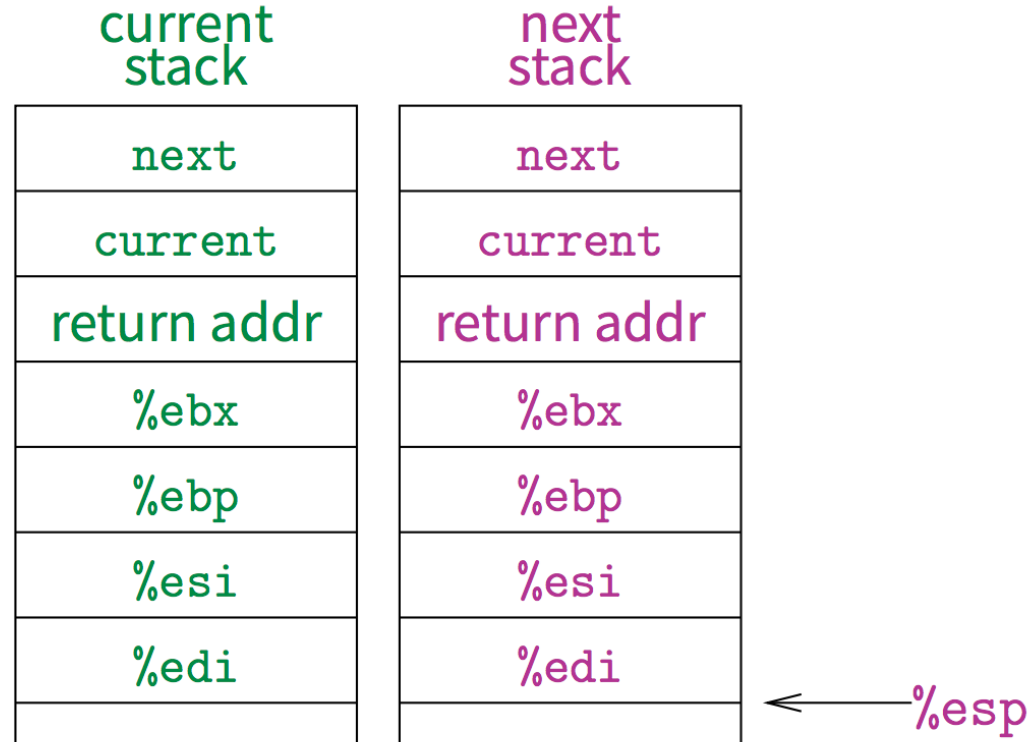 current
stack
next
stack
next
next
current
current
return addr
return addr
%ebx
%ebx
%ebp
%ebp
%esi
%esi
%edi
%edi
%esp